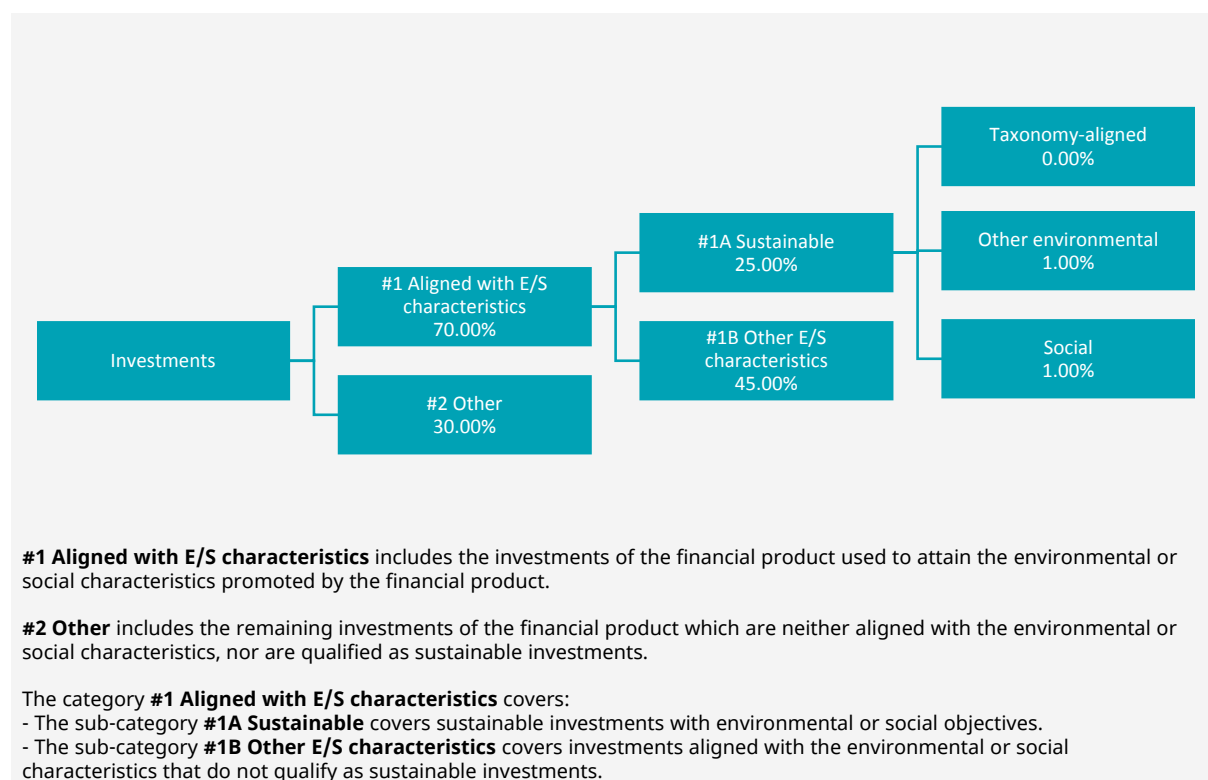 Taxonomy-aligned
0.00%
#1A Sustainable
25.00%
Other environmental
1.00%
#1 Aligned with E/S
characteristics
70.00%
Investments
#1B Other E/S
characteristics
45.00%
Social
1.00%
#2 Other
30.00%
#1 Aligned with E/S characteristics includes the investments of the financial product used to attain the environmental or
social characteristics promoted by the financial product.
#2 Other includes the remaining investments of the financial product which are neither aligned with the environmental or
social characteristics, nor are qualified as sustainable investments.
The category #1 Aligned with E/S characteristics covers:
- The sub-category #1A Sustainable covers sustainable investments with environmental or social objectives.
- The sub-category #1B Other E/S characteristics covers investments aligned with the environmental or social
characteristics that do not qualify as sustainable investments.